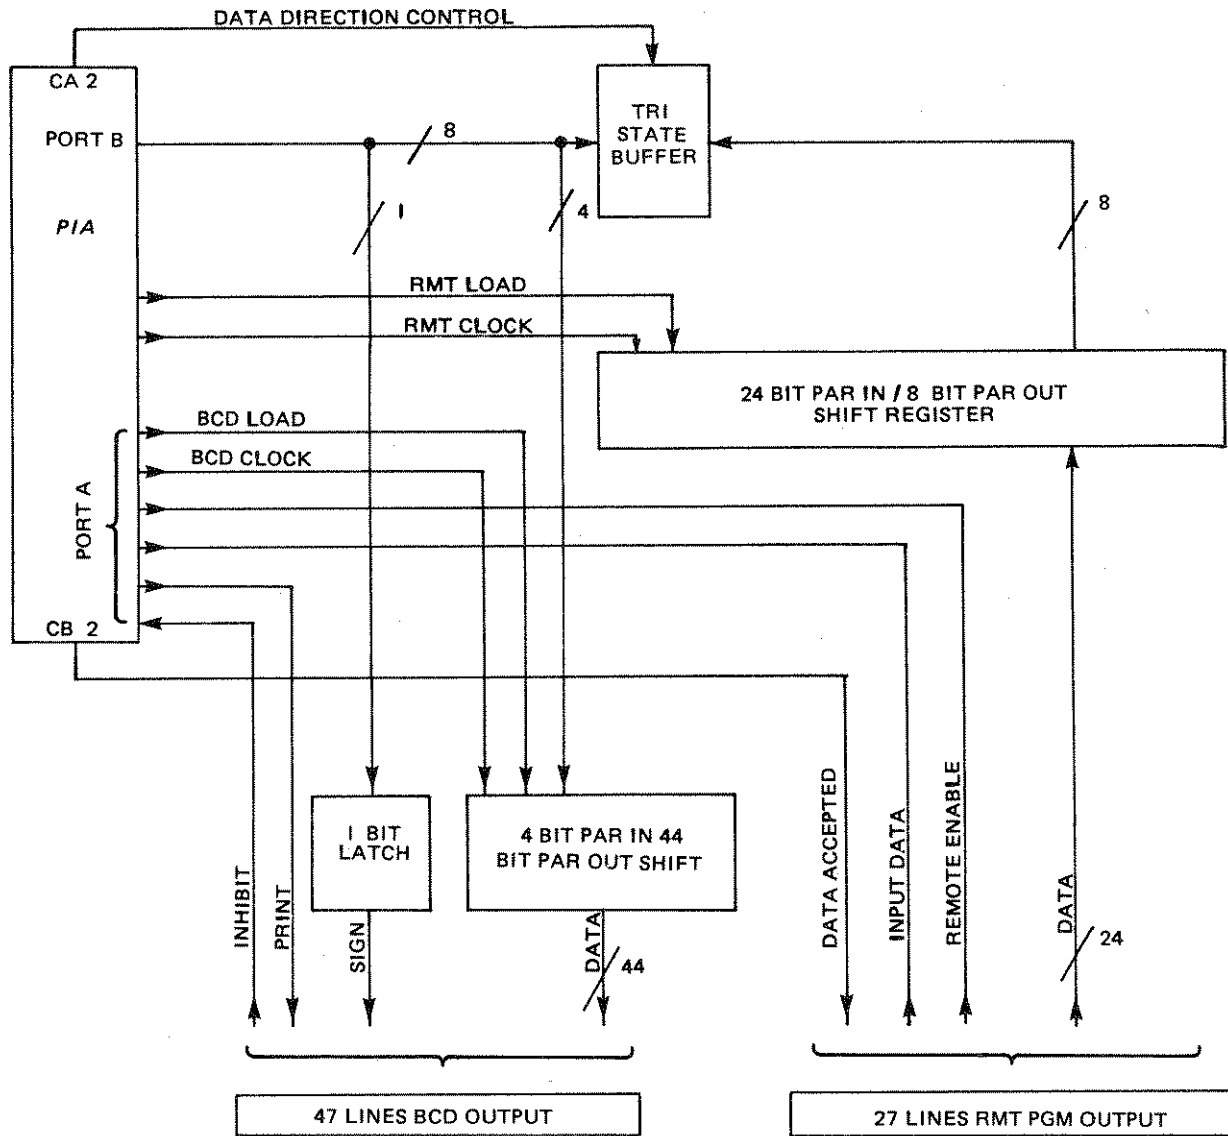 DATA DIRECTION CONTROL
CA 2
PORT B
8
TRI
STATE
BUFFER
PIA
1
4
8
RMT LOAD
RMT CLOCK
24 BIT PAR IN / 8 BIT PAR OUT
SHIFT REGISTER
BCD LOAD
BCD CLOCK
PORT A
CB 2
1 BIT
LATCH
4 BIT PAR IN 44
BIT PAR OUT SHIFT
INHIBIT
PRINT
SIGN
DATA
44
DATA ACCEPTED
INPUT DATA
REMOTE ENABLE
DATA
24
47 LINES BCD OUTPUT
27 LINES RMT PGM OUTPUT